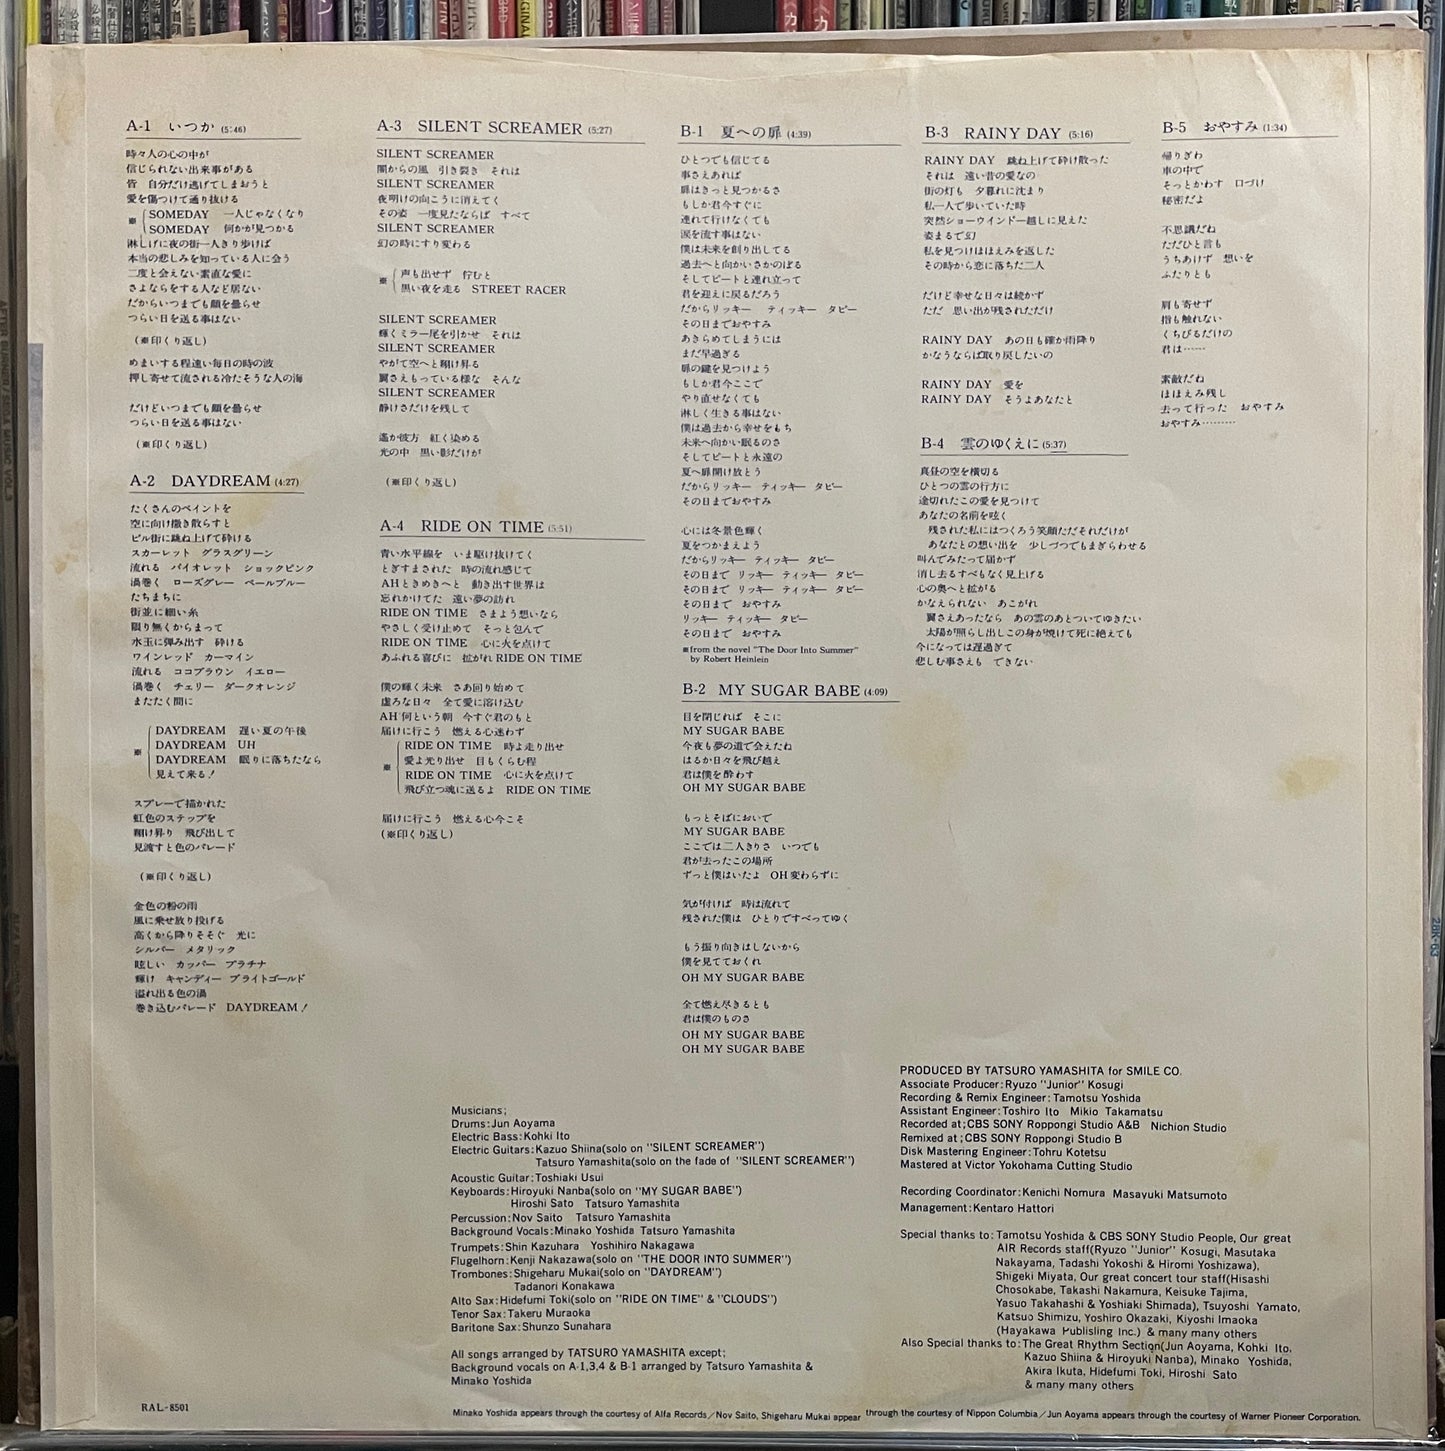 A-1 いつか (5:46)
時々人の心の中が
信じられない出来事がある
皆 自分だけ逃げてしまおうと
愛を傷つけて通り抜ける
※ SOMEDAY 一人じゃなくなり
SOMEDAY 何かが見つかる
淋しげに夜の街一人きり歩けば
本当の悲しみを知っている人に会う
二度と会えない素直な愛に
さよならをする人など居ない
だからいつまでも顔を曇らせ
つらい日を送る事はない
(※印くり返し)
めまいする程速い毎日の時の波
押し寄せて流される冷たそうな人の海
だけどいつまでも顔を曇らせ
つらい日を送る事はない
(※印くり返し)
A-2 DAYDREAM (4:27)
たくさんのペイントを
空に向け撒き散らすと
ビル街に跳ね上げて砕ける
スカーレット グラスグリーン
流れる バイオレット ショックピンク
渦巻く ローズグレー ペールブルー
たちまちに
街並に細い糸
限り無くからまって
水玉に弾み出す 砕ける
ワインレッド カーマイン
流れる ココブラウン イエロー
渦巻く チェリー ダークオレンジ
またたく間に
※ DAYDREAM 遅い夏の午後
DAYDREAM UH
DAYDREAM 眠りに落ちたなら
見えて来る!
スプレーで描かれた
虹色のステップを
翔け昇り 飛び出して
見渡すと色のパレード
(※印くり返し)
金色の粉の雨
風に乗せ放り投げる
高くから降りそそぐ 光に
シルバー メタリック
眩しい カッパー プラチナ
輝け キャンディー ブライトゴールド
溢れ出る色の渦
巻き込むパレード DAYDREAM!
A-3 SILENT SCREAMER (5:27)
SILENT SCREAMER
闇からの風 引き裂き それは
SILENT SCREAMER
夜明けの向こうに消えてく
その姿 一度見たならば すべて
SILENT SCREAMER
幻の時にすり変わる
※ 声も出せず 佇むと
黒い夜を走る STREET RACER
SILENT SCREAMER
輝くミラー尾を引かせ それは
SILENT SCREAMER
やがて空へと翔け昇る
翼さえもっている様な そんな
SILENT SCREAMER
静けさだけを残して
遙か彼方 紅く染める
光の中 黒い影だけが
(※印くり返し)
A-4 RIDE ON TIME (5:51)
青い水平線を いま駆け抜けてく
とぎすまされた 時の流れ感じて
AHときめきへと 動き出す世界は
忘れかけてた 遠い夢の訪れ
RIDE ON TIME さまよう想いなら
やさしく受け止めて そっと包んで
RIDE ON TIME 心に火を点けて
あふれる喜びに 拡がれRIDE ON TIME
僕の輝く未来 さあ回り始めて
虚ろな日々 全て愛に溶け込む
AH何という朝 今すぐ君のもと
届けに行こう 燃える心迷わず
※ RIDE ON TIME 時よ走り出せ
愛よ光り出せ 目もくらむ程
RIDE ON TIME 心に火を点けて
飛び立つ魂に送るよ RIDE ON TIME
届けに行こう 燃える心今こそ
(※印くり返し)
B-1 夏への扉 (4:39)
ひとつでも信じてる
事さえあれば
扉はきっと見つかるさ
もしか君今すぐに
連れて行けなくても
涙を流す事はない
僕は未来を創り出してる
過去へと向かいさかのぼる
そしてピートと連れ立って
君を迎えに戻るだろう
だからリッキー ティッキー タビー
その日までおやすみ
あきらめてしまうには
まだ早過ぎる
扉の鍵を見つけよう
もしか君今ここで
やり直せなくても
淋しく生きる事はない
僕は過去から幸せをもち
未来へ向かい眠るのさ
そしてピートと永遠の
夏へ扉開け放とう
だからリッキー ティッキー タビー
その日までおやすみ
心には冬景色輝く
夏をつかまえよう
だからリッキー ティッキー タビー
その日まで リッキー ティッキー タビー
その日まで リッキー ティッキー タビー
その日まで おやすみ
リッキー ティッキー タビー
その日まで おやすみ
※from the novel "The Door Into Summer"
by Robert Heinlein
B-2 MY SUGAR BABE (4:09)
目を閉じれば そこに
MY SUGAR BABE
今夜も夢の道で会えたね
はるか日々を飛び越え
君は僕を酔わす
OH MY SUGAR BABE
もっとそばにおいで
MY SUGAR BABE
ここでは二人きりさ いつでも
君が去ったこの場所
ずっと僕はいたよ OH変わらずに
気が付けば 時は流れて
残された僕は ひとりですべってゆく
もう振り向きはしないから
僕を見てておくれ
OH MY SUGAR BABE
全て燃え尽きるとも
君は僕のものさ
OH MY SUGAR BABE
OH MY SUGAR BABE
B-3 RAINY DAY (5:16)
RAINY DAY 跳ね上げて砕け散った
それは 遠い昔の愛なの
街の灯も 夕暮れに沈まり
私一人で歩いていた時
突然ショーウインドー越しに見えた
姿まるで幻
私を見つけほほえみを返した
その時から恋に落ちた二人
だけど幸せな日々は続かず
ただ 思い出が残されただけ
RAINY DAY あの日も確か雨降り
かなうならば取り戻したいの
RAINY DAY 愛を
RAINY DAY そうよあなたと
B-4 雲のゆくえに (5:37)
真昼の空を横切る
ひとつの雲の行方に
途切れたこの愛を見つけて
あなたの名前を呟く
残された私にはつくろう笑顔ただそれだけが
あなたとの想い出を 少しづつでもまぎらわせる
叫んでみたって届かず
消し去るすべもなく見上げる
心の奥へと拡がる
かなえられない あこがれ
翼さえあったなら あの雲のあとついてゆきたい
太陽が照らし出しこの身が焼けて死に絶えても
今になっては遅過ぎて
悲しむ事さえも できない
B-5 おやすみ (1:34)
帰りぎわ
車の中で
そっとかわす 口づけ
秘密だよ
不思議だね
ただひと言も
うちあけず 想いを
ふたりとも
肩も寄せず
指も触れない
くちびるだけの
君は……
素敵だね
ほほえみ残し
去って行った おやすみ
おやすみ………
Musicians;
Drums:Jun Aoyama
Electric Bass:Kohki Ito
Electric Guitars:Kazuo Shiina(solo on "SILENT SCREAMER")
Tatsuro Yamashita(solo on the fade of "SILENT SCREAMER")
Acoustic Guitar:Toshiaki Usui
Keyboards:Hiroyuki Nanba(solo on "MY SUGAR BABE")
Hiroshi Sato Tatsuro Yamashita
Percussion:Nov Saito Tatsuro Yamashita
Background Vocals:Minako Yoshida Tatsuro Yamashita
Trumpets:Shin Kazuhara Yoshihiro Nakagawa
Flugelhorn:Kenji Nakazawa(solo on "THE DOOR INTO SUMMER")
Trombones:Shigeharu Mukai(solo on "DAYDREAM")
Tadanori Konakawa
Alto Sax:Hidefumi Toki(solo on "RIDE ON TIME" & "CLOUDS")
Tenor Sax:Takeru Muraoka
Baritone Sax:Shunzo Sunahara
All songs arranged by TATSURO YAMASHITA except;
Background vocals on A-1,3,4 & B-1 arranged by Tatsuro Yamashita &
Minako Yoshida
PRODUCED BY TATSURO YAMASHITA for SMILE CO.
Associate Producer:Ryuzo "Junior" Kosugi
Recording & Remix Engineer:Tamotsu Yoshida
Assistant Engineer:Toshiro Ito Mikio Takamatsu
Recorded at;CBS SONY Roppongi Studio A&B Nichion Studio
Remixed at;CBS SONY Roppongi Studio B
Disk Mastering Engineer:Tohru Kotetsu
Mastered at Victor Yokohama Cutting Studio
Recording Coordinator:Kenichi Nomura Masayuki Matsumoto
Management:Kentaro Hattori
Special thanks to:Tamotsu Yoshida & CBS SONY Studio People, Our great
AIR Records staff(Ryuzo "Junior" Kosugi, Masutaka
Nakayama, Tadashi Yokoshi & Hiromi Yoshizawa),
Shigeki Miyata, Our great concert tour staff(Hisashi
Chosokabe, Takashi Nakamura, Keisuke Tajima,
Yasuo Takahashi & Yoshiaki Shimada), Tsuyoshi Yamato,
Katsuo Shimizu, Yoshiro Okazaki, Kiyoshi Imaoka
(Hayakawa Publisling Inc.) & many many others
Also Special thanks to:The Great Rhythm Section(Jun Aoyama, Kohki Ito,
Kazuo Shiina & Hiroyuki Nanba), Minako Yoshida,
Akira Ikuta, Hidefumi Toki, Hiroshi Sato
& many many others
RAL-8501
Minako Yoshida appears through the courtesy of Alfa Records/Nov Saito, Shigeharu Mukai appear through the courtesy of Nippon Columbia/Jun Aoyama appears through the courtesy of Warner Pioneer Corporation.
28K-63